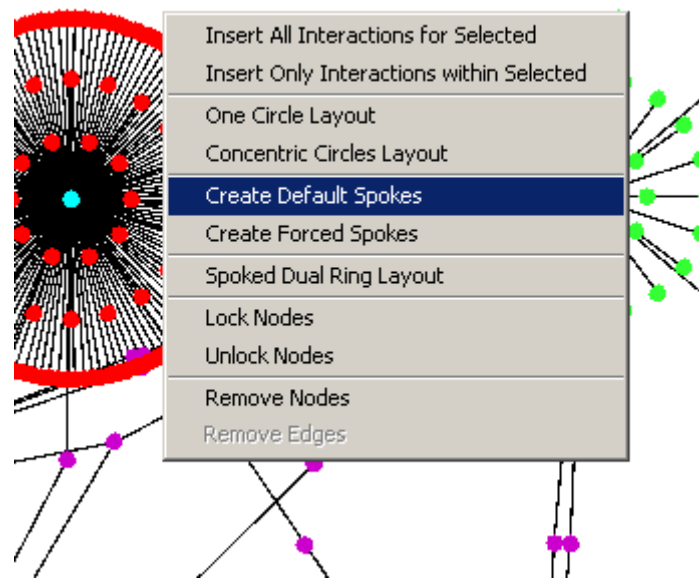 Insert All Interactions for Selected
Insert Only Interactions within Selected
One Circle Layout
Concentric Circles Layout
Create Default Spokes
Create Forced Spokes
Spoked Dual Ring Layout
Lock Nodes
Unlock Nodes
Remove Nodes
Remove Edges